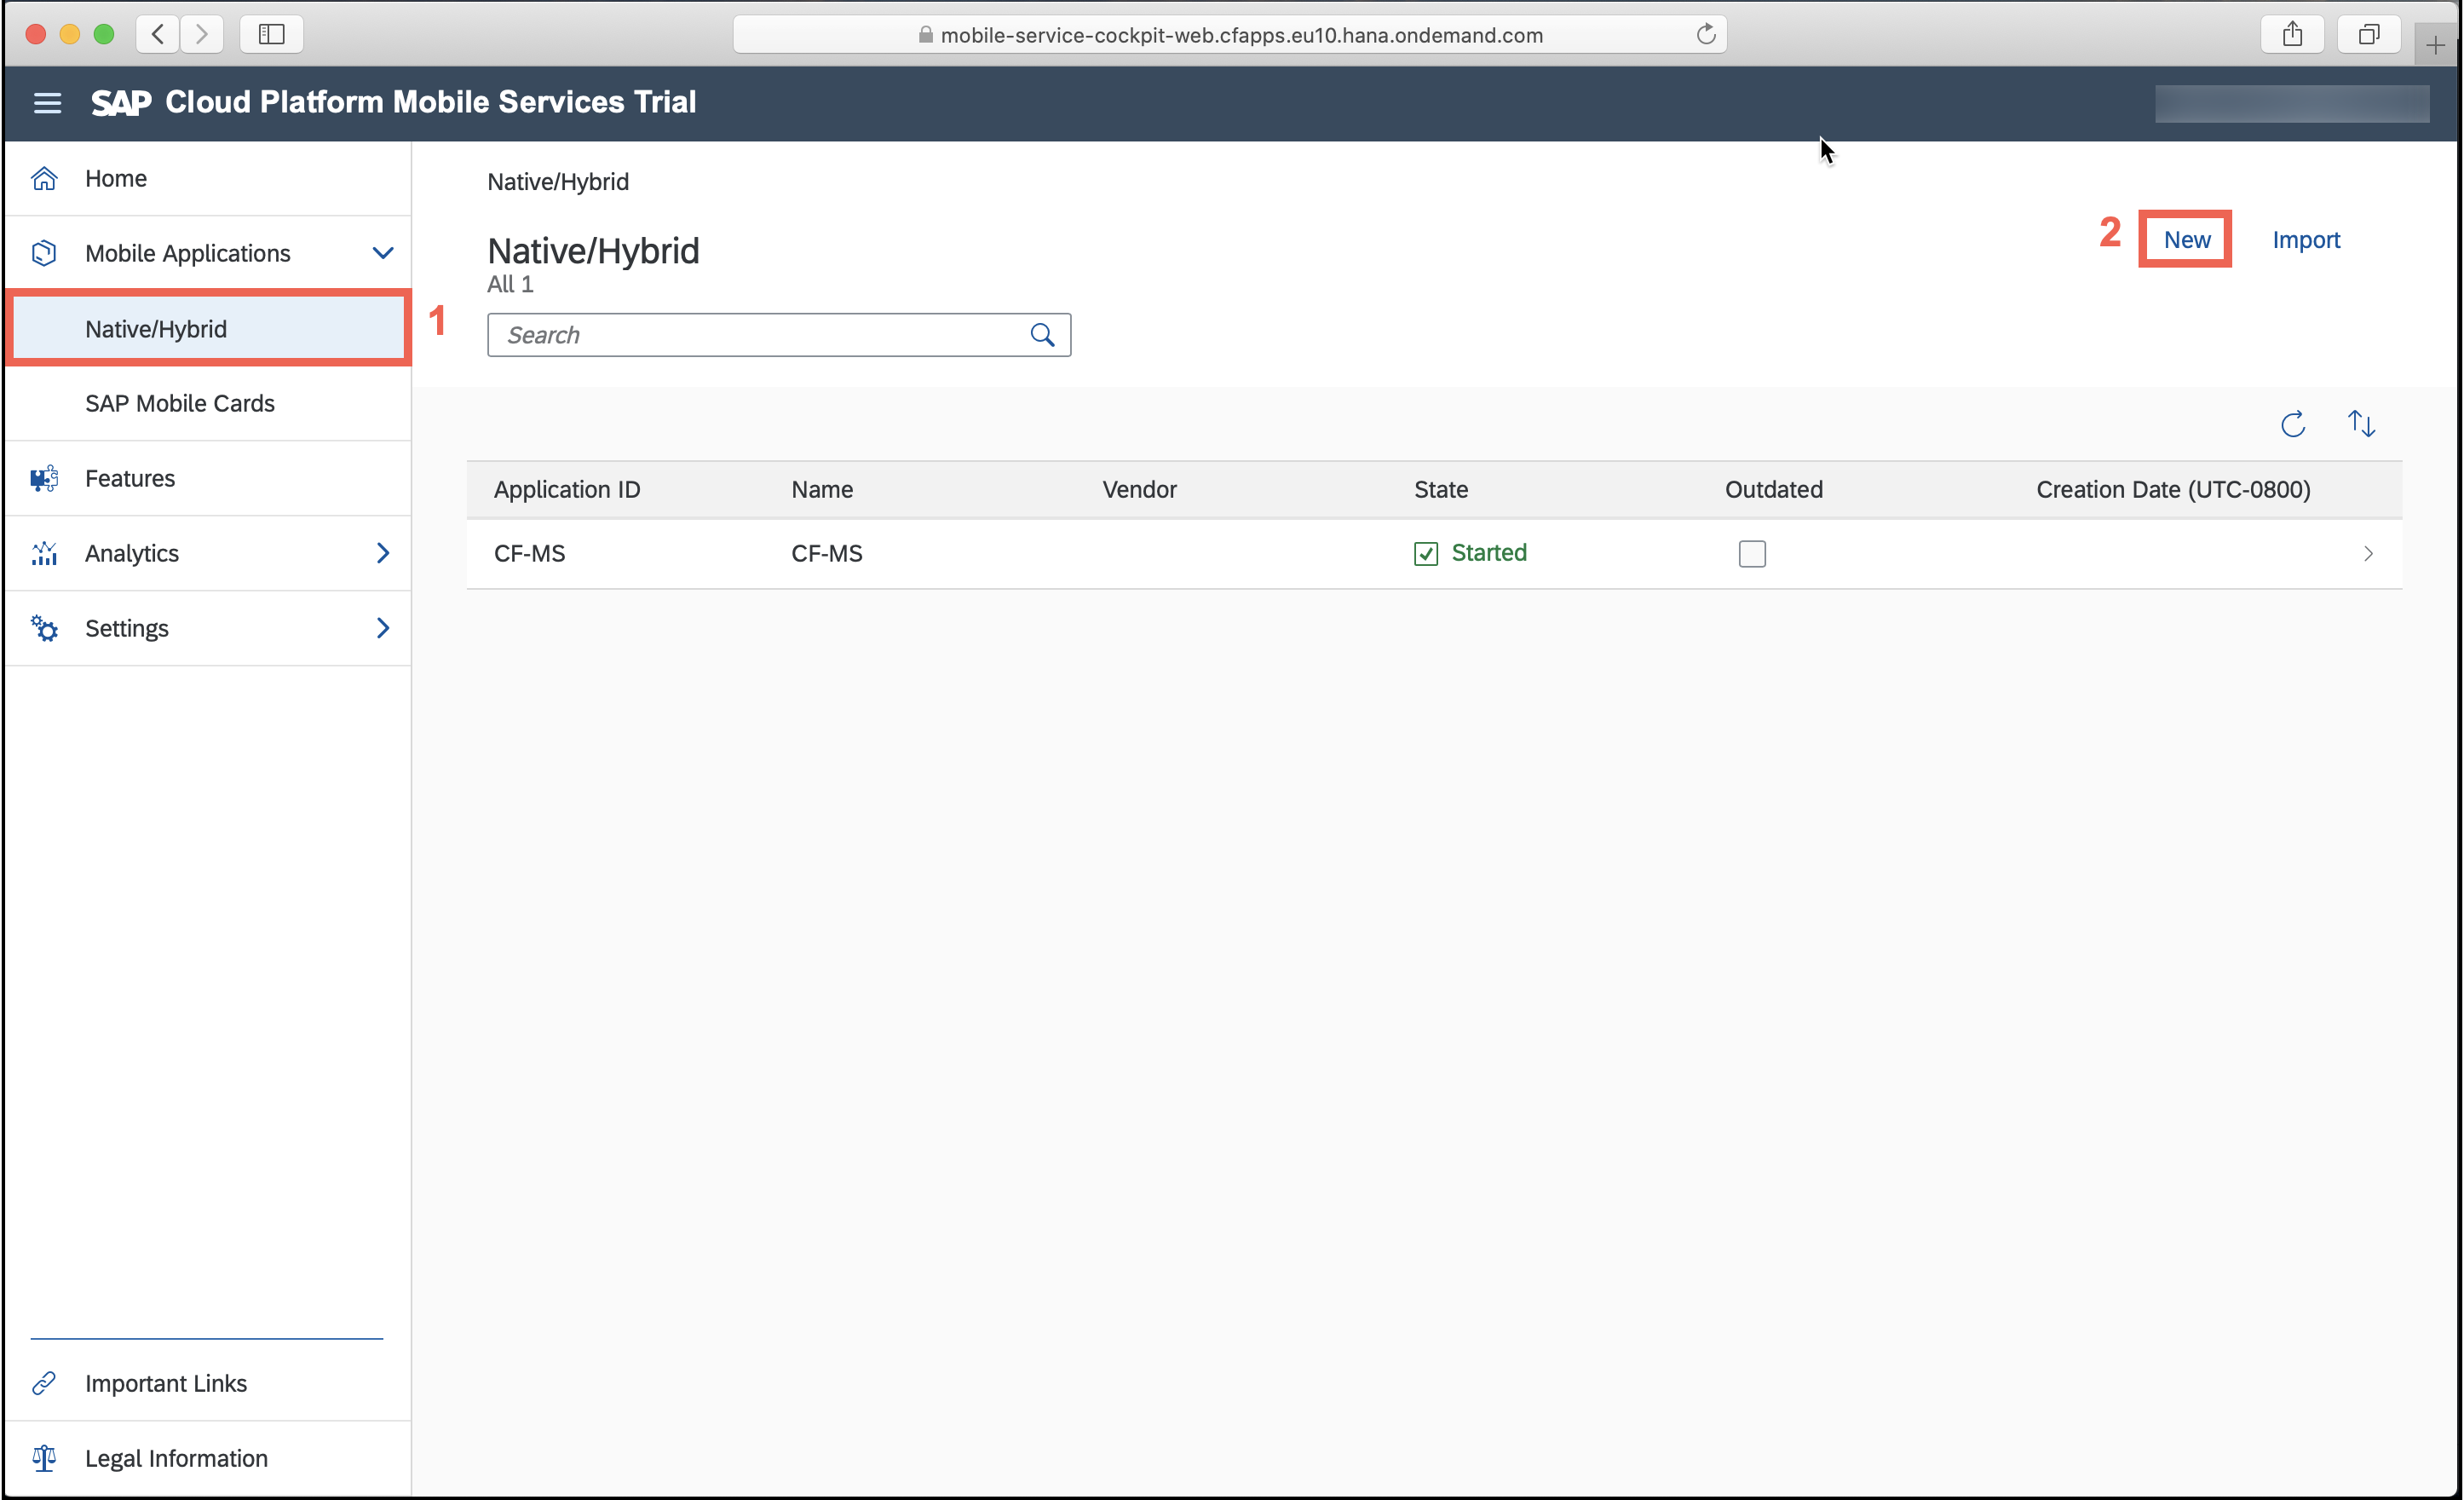 mobile-service-cockpit-web.cfapps.eu10.hana.ondemand.com
SAP Cloud Platform Mobile Services Trial
Home
Mobile Applications
Native/Hybrid
1
SAP Mobile Cards
Features
Analytics
Settings
Important Links
Legal Information
Native/Hybrid
Native/Hybrid
All 1
2 New Import
Search
Application ID Name Vendor State Outdated Creation Date (UTC-0800)
CF-MS CF-MS Started